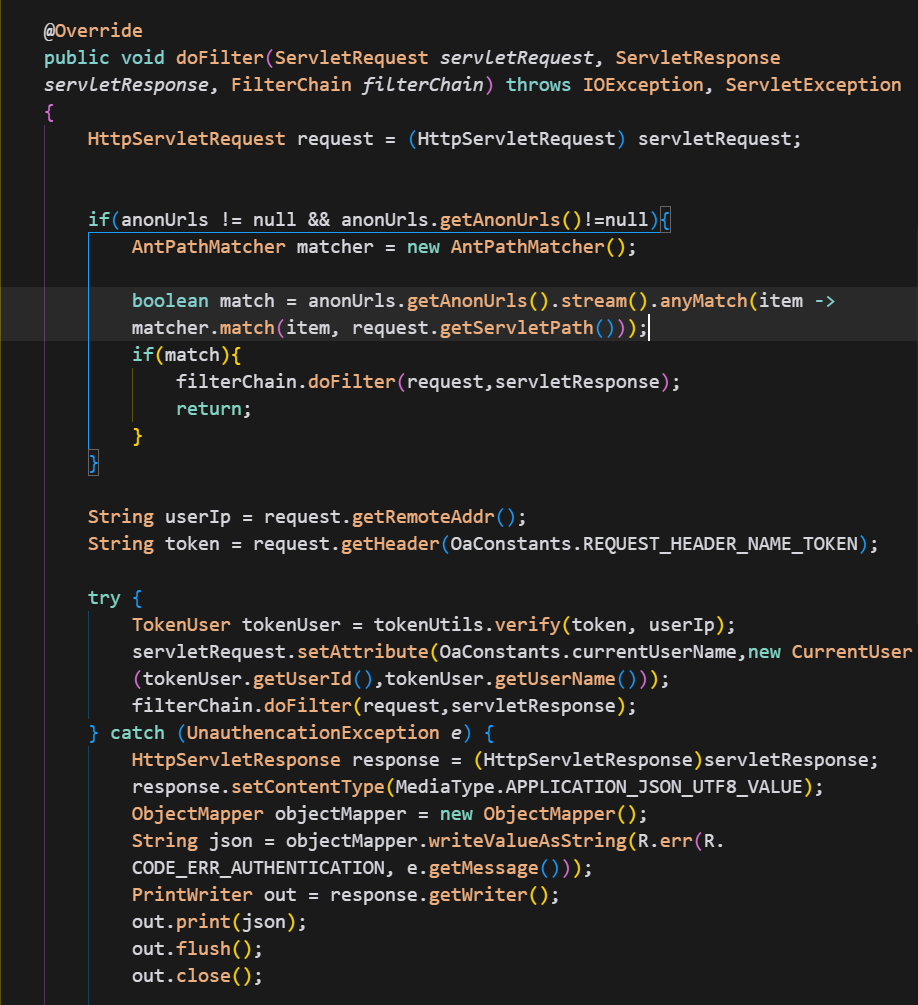 @Override
public void doFilter(ServletRequest servletRequest, ServletResponse
servletResponse, FilterChain filterChain) throws IOException, ServletException
{
HttpServletRequest request = (HttpServletRequest) servletRequest;
if(anonUrls != null && anonUrls.getAnonUrls()!=null){
AntPathMatcher matcher = new AntPathMatcher();
boolean match = anonUrls.getAnonUrls().stream().anyMatch(item ->
matcher.match(item, request.getServletPath()));
if(match){
filterChain.doFilter(request,servletResponse);
return;
}
}
String userIp = request.getRemoteAddr();
String token = request.getHeader(OaConstants.REQUEST_HEADER_NAME_TOKEN);
try {
TokenUser tokenUser = tokenUtils.verify(token, userIp);
servletRequest.setAttribute(OaConstants.currentUserName,new CurrentUser
(tokenUser.getUserId(),tokenUser.getUserName()));
filterChain.doFilter(request,servletResponse);
} catch (UnauthencationException e) {
HttpServletResponse response = (HttpServletResponse)servletResponse;
response.setContentType(MediaType.APPLICATION_JSON_UTF8_VALUE);
ObjectMapper objectMapper = new ObjectMapper();
String json = objectMapper.writeValueAsString(R.err(R.
CODE_ERR_AUTHENTICATION, e.getMessage()));
PrintWriter out = response.getWriter();
out.print(json);
out.flush();
out.close();